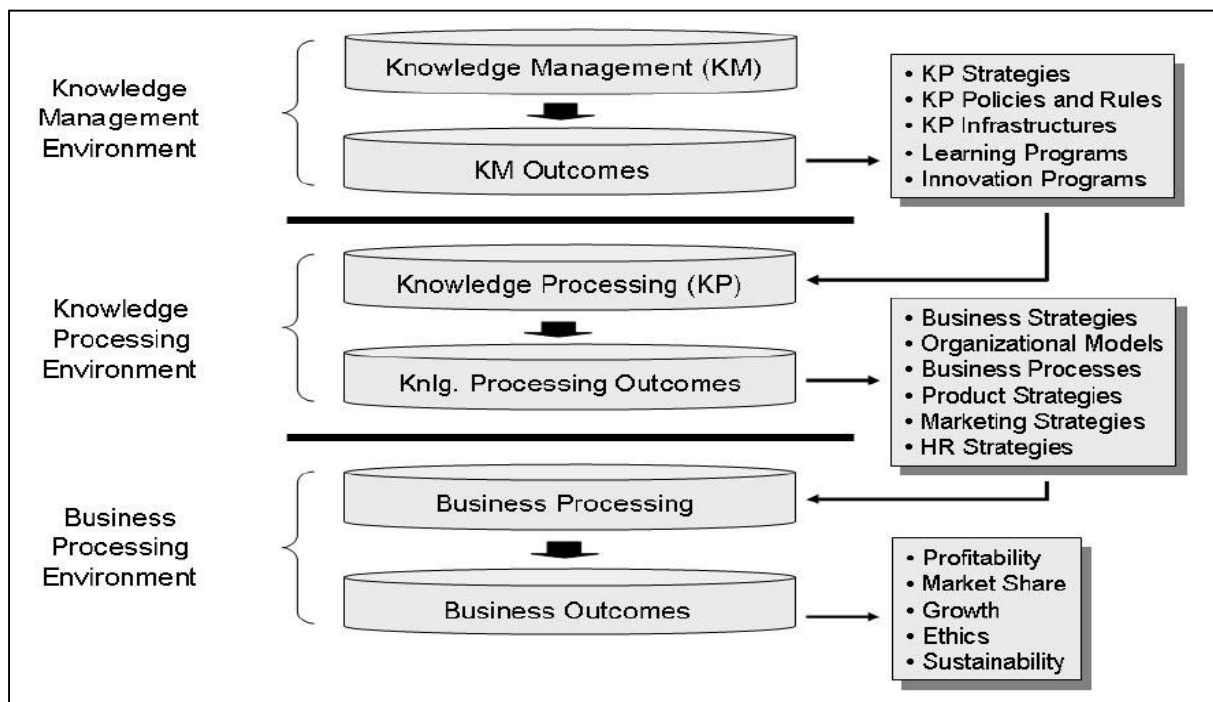 Knowledge
Management
Environment
Knowledge Management (KM)
KM Outcomes
• KP Strategies
• KP Policies and Rules
• KP Infrastructures
• Learning Programs
• Innovation Programs
Knowledge
Processing
Environment
Knowledge Processing (KP)
Knlg. Processing Outcomes
• Business Strategies
• Organizational Models
• Business Processes
• Product Strategies
• Marketing Strategies
• HR Strategies
Business
Processing
Environment
Business Processing
Business Outcomes
• Profitability
• Market Share
• Growth
• Ethics
• Sustainability